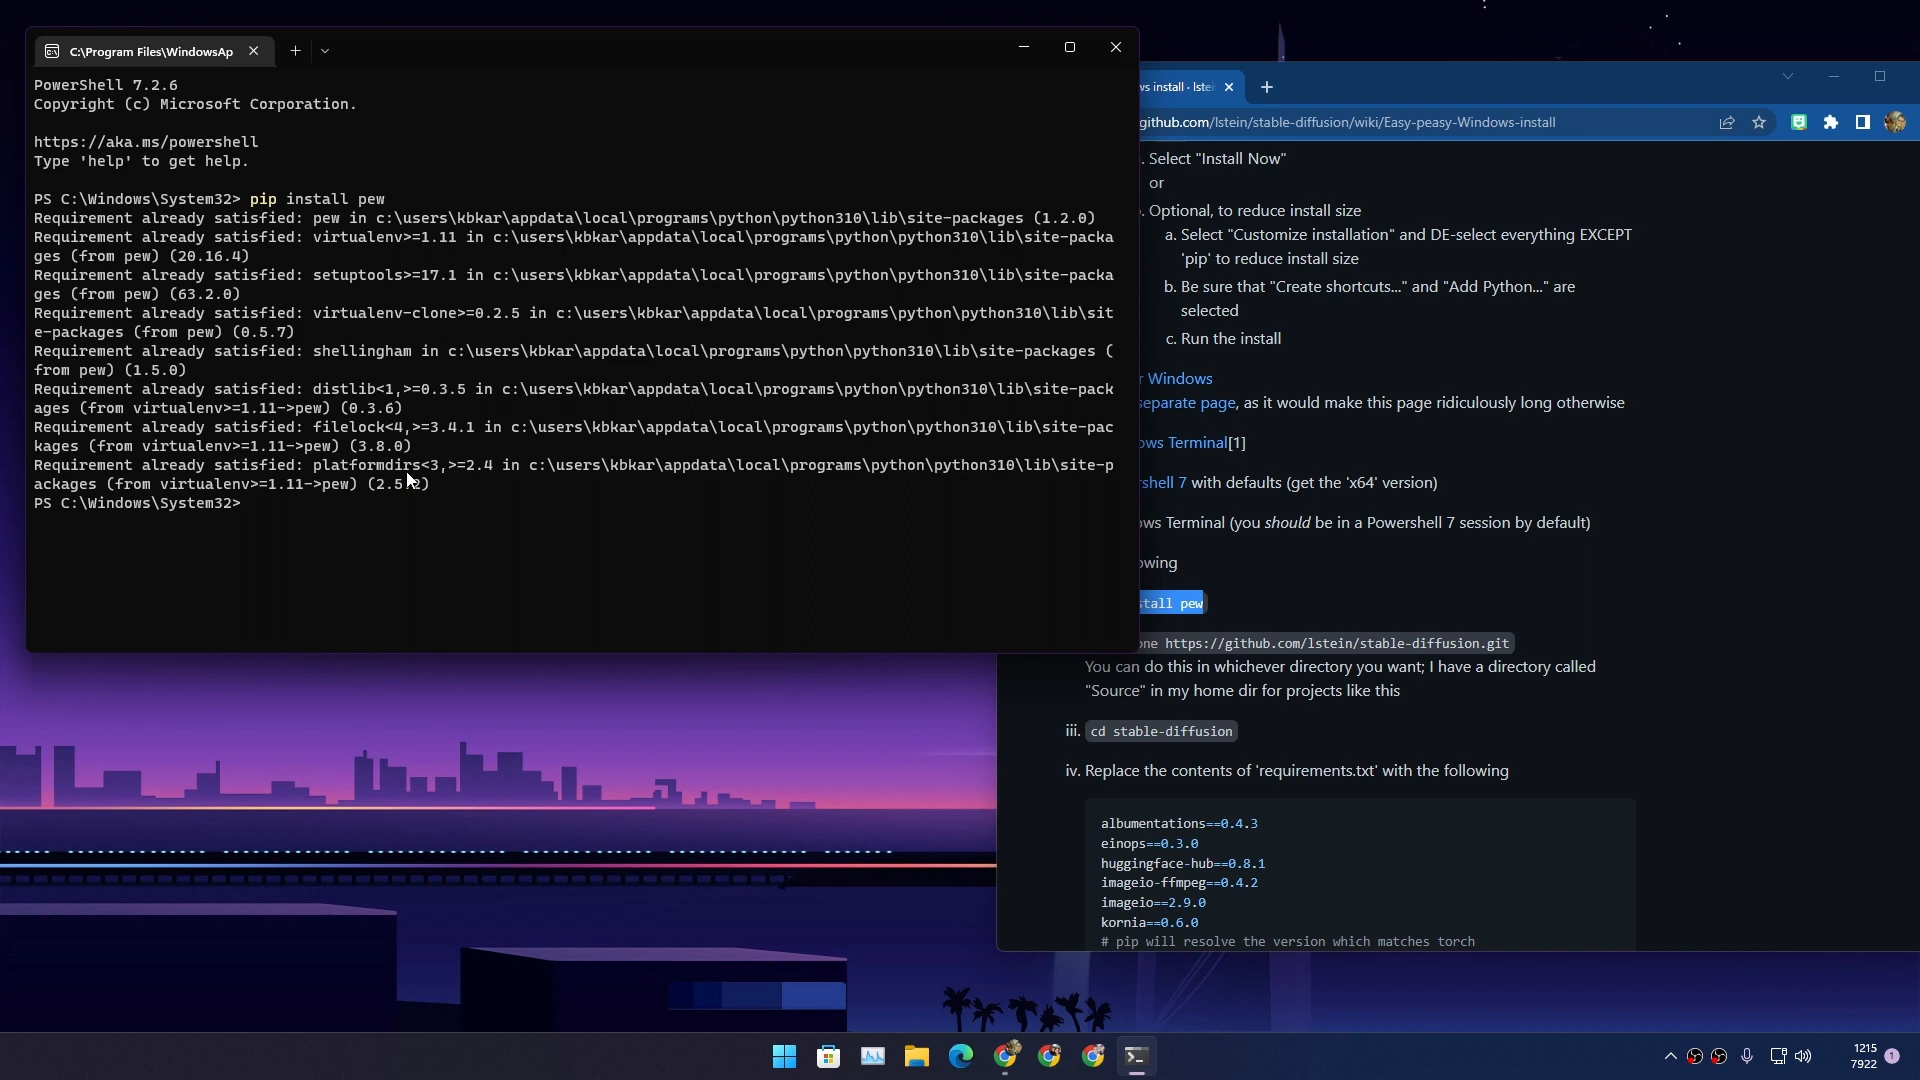 C:\Program Files\WindowsAp
PowerShell 7.2.6
Copyright (c) Microsoft Corporation.
https://aka.ms/powershell
Type 'help' to get help.
PS C:\Windows\System32> pip install pew
Requirement already satisfied: pew in c:\users\kbkar\appdata\local\programs\python\python310\lib\site-packages (1.2.0)
Requirement already satisfied: virtualenv>=1.11 in c:\users\kbkar\appdata\local\programs\python\python310\lib\site-packa
ges (from pew) (20.16.4)
Requirement already satisfied: setuptools>=17.1 in c:\users\kbkar\appdata\local\programs\python\python310\lib\site-packa
ges (from pew) (63.2.0)
Requirement already satisfied: virtualenv-clone>=0.2.5 in c:\users\kbkar\appdata\local\programs\python\python310\lib\sit
e-packages (from pew) (0.5.7)
Requirement already satisfied: shellingham in c:\users\kbkar\appdata\local\programs\python\python310\lib\site-packages (
from pew) (1.5.0)
Requirement already satisfied: distlib<1,>=0.3.5 in c:\users\kbkar\appdata\local\programs\python\python310\lib\site-pack
ages (from virtualenv>=1.11->pew) (0.3.6)
Requirement already satisfied: filelock<4,>=3.4.1 in c:\users\kbkar\appdata\local\programs\python\python310\lib\site-pac
kages (from virtualenv>=1.11->pew) (3.8.0)
Requirement already satisfied: platformdirs<3,>=2.4 in c:\users\kbkar\appdata\local\programs\python\python310\lib\site-p
ackages (from virtualenv>=1.11->pew) (2.5.2)
PS C:\Windows\System32>
ws install · lstei
github.com/lstein/stable-diffusion/wiki/Easy-peasy-Windows-install
. Select "Install Now"
or
. Optional, to reduce install size
a. Select "Customize installation" and DE-select everything EXCEPT
'pip' to reduce install size
b. Be sure that "Create shortcuts..." and "Add Python..." are
selected
c. Run the install
r Windows
separate page, as it would make this page ridiculously long otherwise
ows Terminal[1]
rshell 7 with defaults (get the 'x64' version)
ows Terminal (you should be in a Powershell 7 session by default)
owing
stall pew
one https://github.com/lstein/stable-diffusion.git
You can do this in whichever directory you want; I have a directory called
"Source" in my home dir for projects like this
iii. cd stable-diffusion
iv. Replace the contents of 'requirements.txt' with the following
albumentations==0.4.3
einops==0.3.0
huggingface-hub==0.8.1
imageio-ffmpeg==0.4.2
imageio==2.9.0
kornia==0.6.0
# pip will resolve the version which matches torch
1215
7922
1